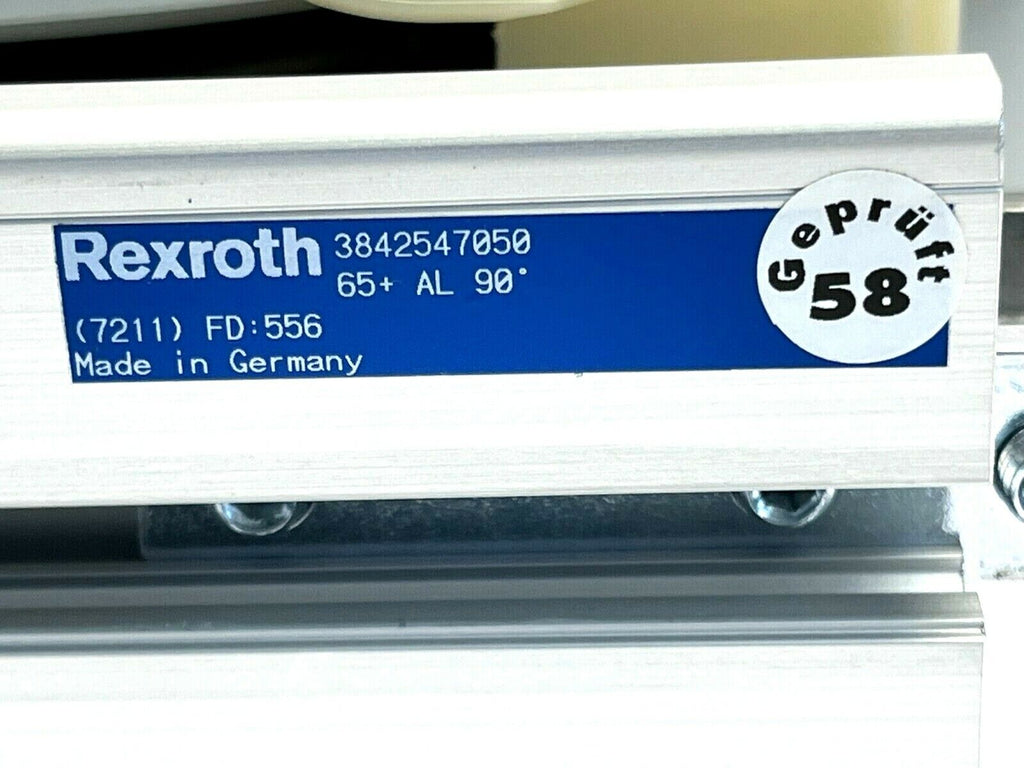 Rexroth 3842547050
65+ AL 90°
(7211) FD:556
Made in Germany
Geprüft
58